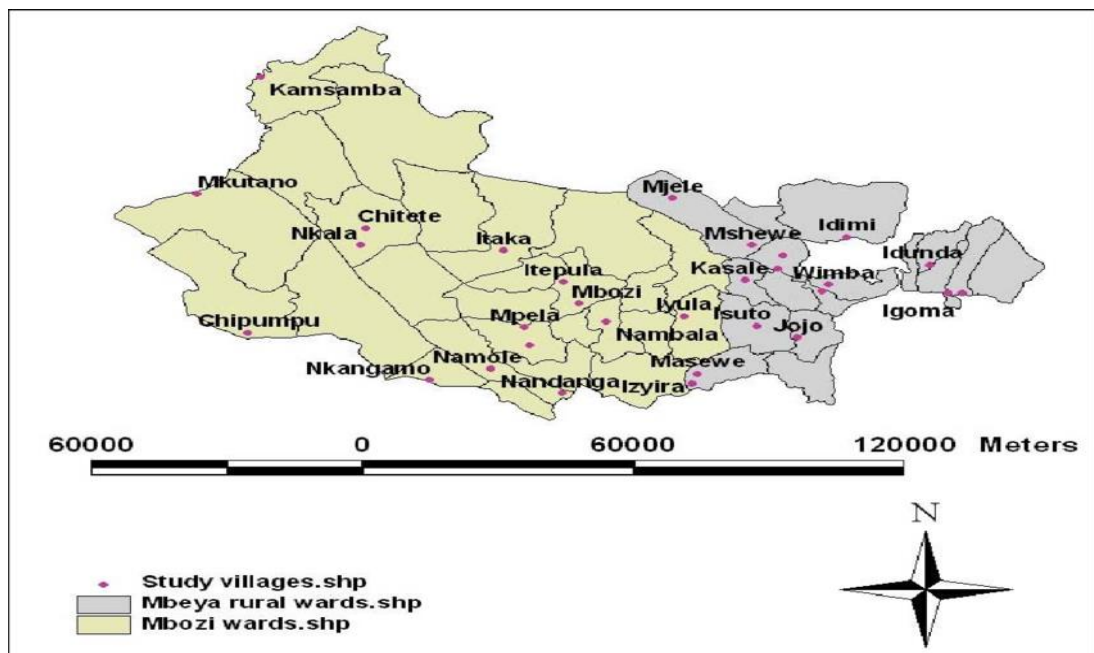 Kamsamba
Mkutano
Mjele
Chitete
Idimi
Nkala
Itaka
Mshewe
Idunda
Itepula
Kasale
Wimba
Mbozi
Iyula
Igoma
Chipumpu
Mpela
Isuto
Jojo
Nambala
Namole
Masewe
Nkangamo
Nandanga
Izyira
60000 0 60000 120000 Meters
N
Study villages.shp
Mbeya rural wards.shp
Mbozi wards.shp